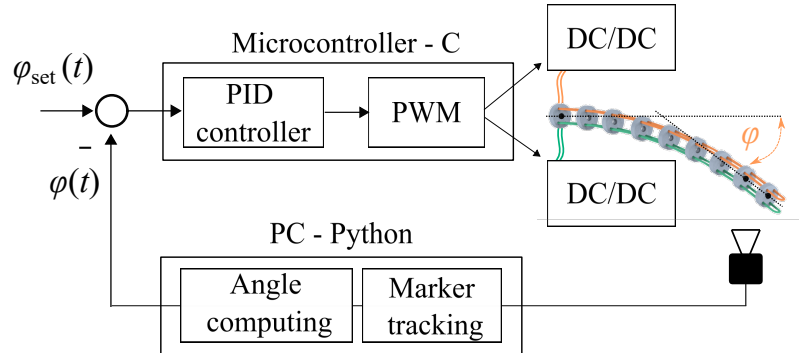 Microcontroller - C
DC/DC
φset (t)
PID
controller
PWM
φ
−
φ(t)
DC/DC
PC - Python
Angle
computing
Marker
tracking